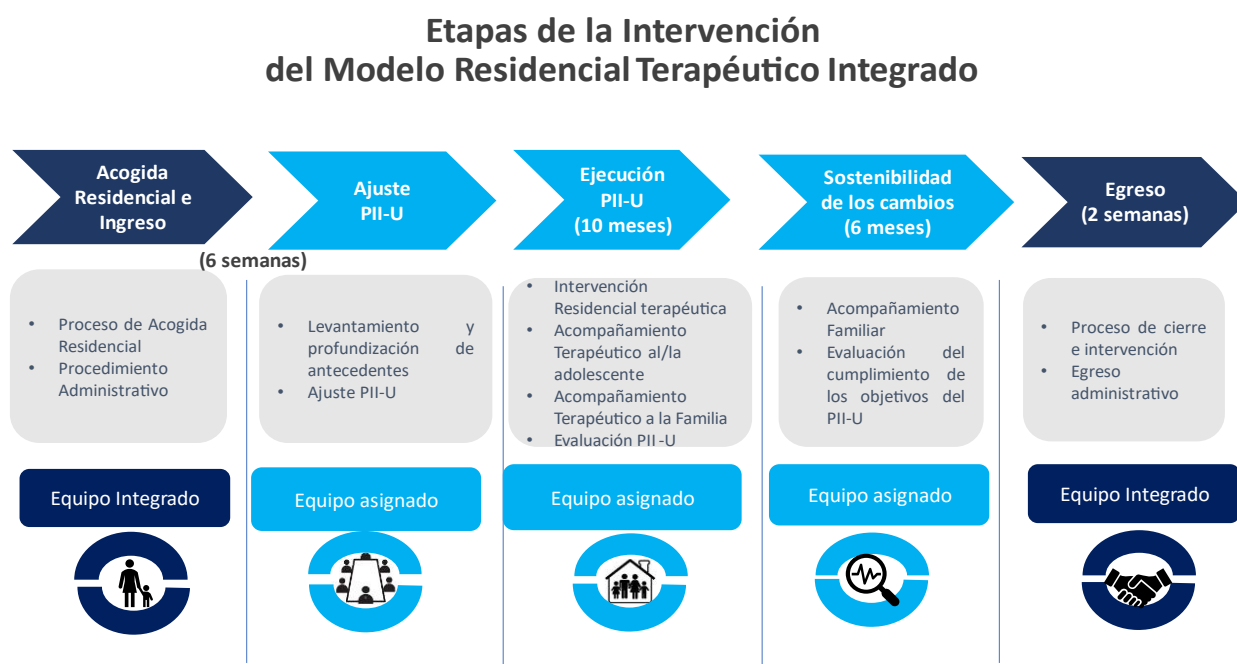 Etapas de la Intervención
del Modelo Residencial Terapéutico Integrado
Acogida
Residencial e
Ingreso
Ajuste
PII-U
Ejecución
PII-U
(10 meses)
Sostenibilidad
de los cambios
(6 meses)
Egreso
(2 semanas)
(6 semanas)
• Proceso de Acogida
Residencial
• Procedimiento
Administrativo
• Levantamiento y
profundización de
antecedentes
• Ajuste PII-U
• Intervención
Residencial terapéutica
• Acompañamiento
Terapéutico al/la
adolescente
• Acompañamiento
Terapéutico a la Familia
• Evaluación PII -U
• Acompañamiento
Familiar
• Evaluación del
cumplimiento de
los objetivos del
PII-U
• Proceso de cierre
e intervención
• Egreso
administrativo
Equipo Integrado
Equipo asignado
Equipo asignado
Equipo asignado
Equipo Integrado